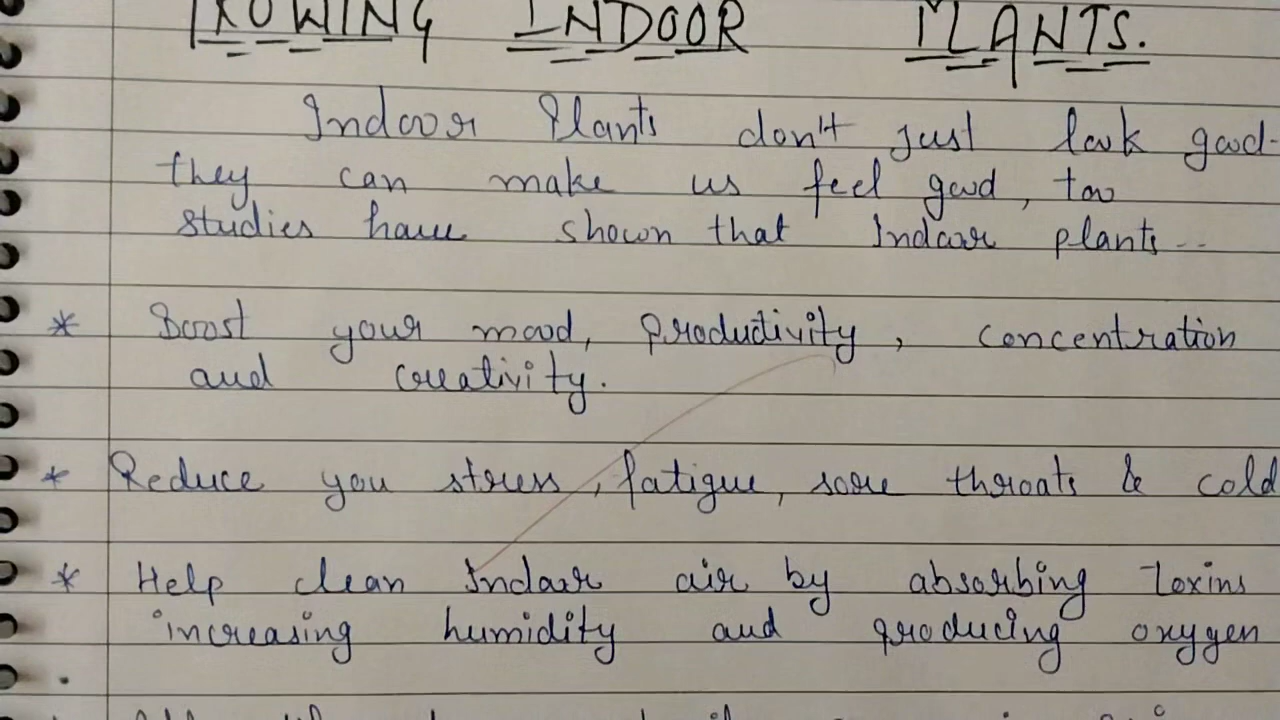 GROWING INDOOR PLANTS.
Indoor Plants don't just look good.
they can make us feel good, too
studies have shown that Indoor plants..
* Boost your mood, productivity, concentration
and creativity.
* Reduce you stress, fatigue, sore throats & cold
* Help clean Indoor air by absorbing Toxins
increasing humidity and producing oxygen